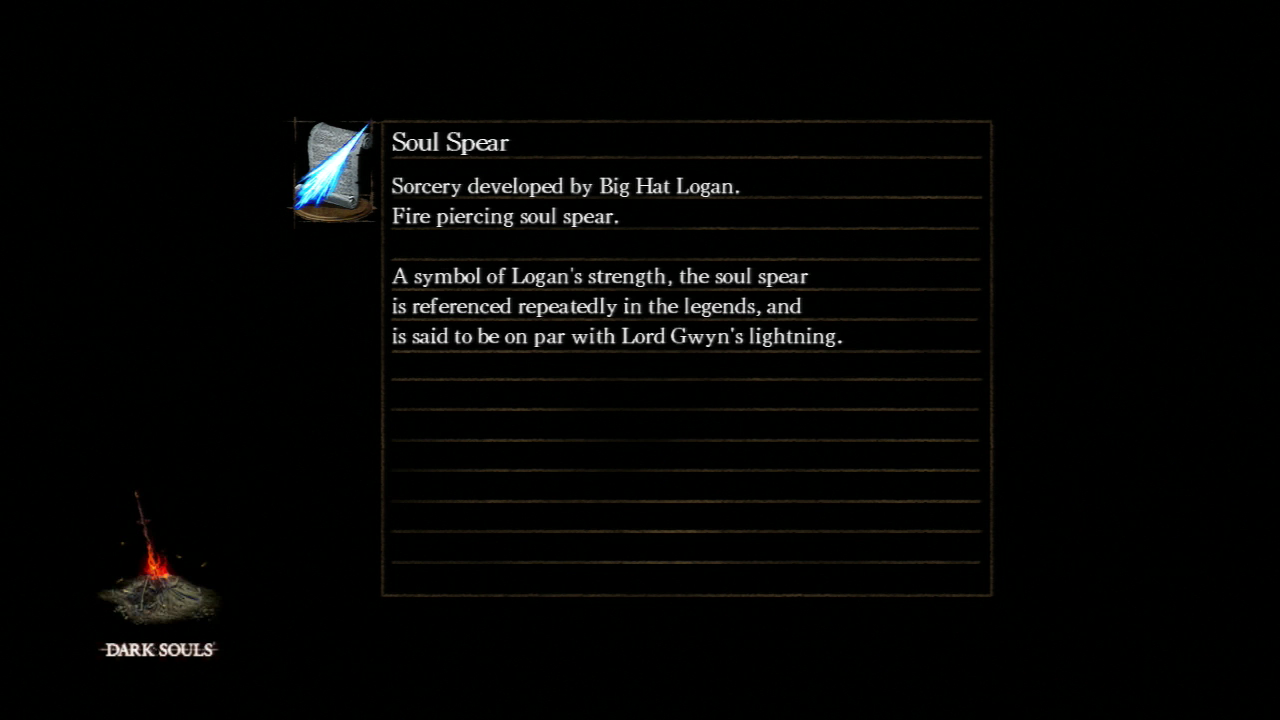 Soul Spear
Sorcery developed by Big Hat Logan.
Fire piercing soul spear.
A symbol of Logan's strength, the soul spear
is referenced repeatedly in the legends, and
is said to be on par with Lord Gwyn's lightning.
DARK SOULS